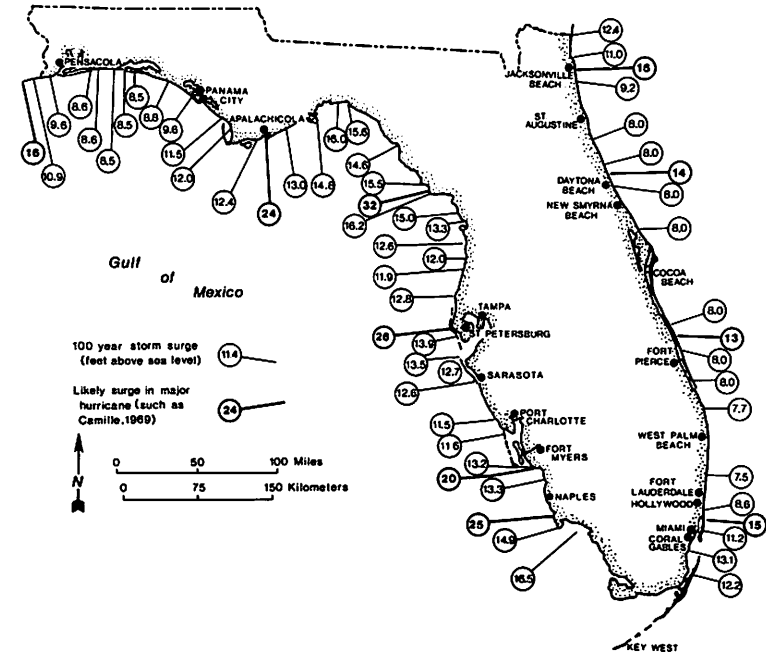 PENSACOLA
PANAMA
CITY
APALACHICOLA
16
10.9
9.6
8.6
8.6
8.5
8.5
8.5
8.8
9.6
11.5
12.0
12.4
24
13.0
14.8
16.0
15.6
14.6
15.5
32
16.2
15.0
13.3
12.6
12.0
11.9
12.8
TAMPA
26
ST PETERSBURG
13.9
13.5
12.7
SARASOTA
12.6
11.5
PORT
CHARLOTTE
11.6
FORT
MYERS
13.2
20
13.3
NAPLES
25
14.9
16.5
12.4
11.0
JACKSONVILLE
BEACH
16
9.2
ST
AUGUSTINE
8.0
8.0
14
DAYTONA
BEACH
8.0
NEW SMYRNA
BEACH
8.0
COCOA
BEACH
8.0
13
FORT
PIERCE
8.0
8.0
7.7
WEST PALM
BEACH
7.5
FORT
LAUDERDALE
HOLLYWOOD
8.6
15
MIAMI
CORAL
GABLES
11.2
13.1
12.2
KEY WEST
Gulf
of
Mexico
100 year storm surge
(feet above sea level)
11.4
Likely surge in major
hurricane (such as
Camille, 1969)
24
N
0 50 100 Miles
0 75 150 Kilometers